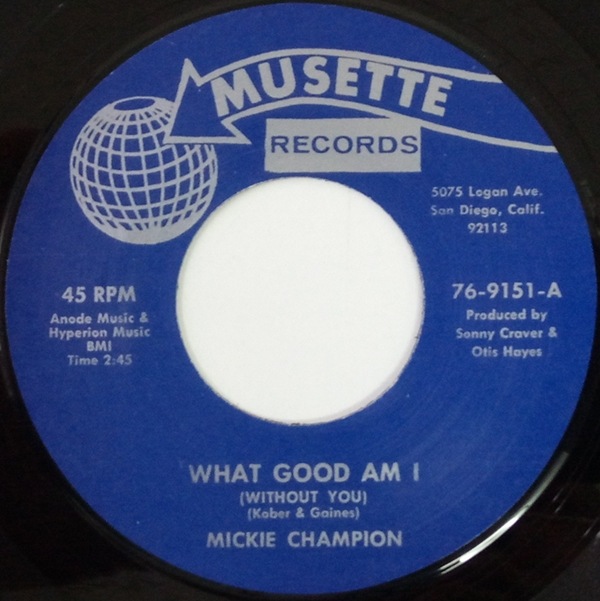 MUSETTE
RECORDS
5075 Logan Ave.
San Diego, Calif.
92113
45 RPM
Anode Music &
Hyperion Music
BMI
Time 2:45
76-9151-A
Produced by
Sonny Craver &
Otis Hayes
WHAT GOOD AM I
(WITHOUT YOU)
(Kober & Gaines)
MICKIE CHAMPION